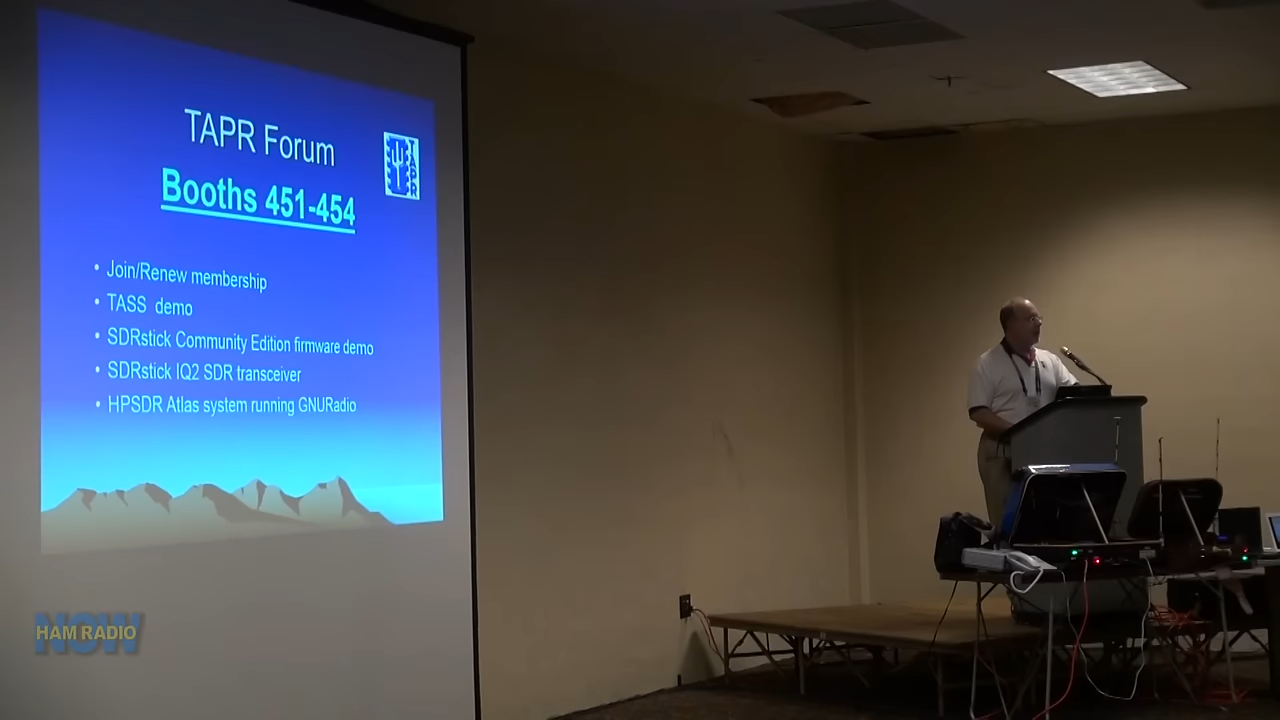 TAPR Forum
Booths 451-454
TAPR
• Join/Renew membership
• TASS demo
• SDRstick Community Edition firmware demo
• SDRstick IQ2 SDR transceiver
• HPSDR Atlas system running GNURadio
NOW
HAM RADIO